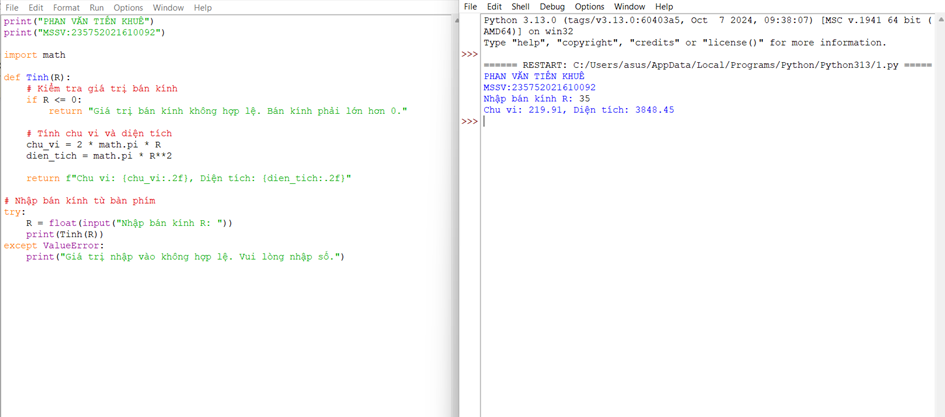 File Edit Format Run Options Window Help
print("PHAN VĂN TIẾN KHUÊ")
print("MSSV:235752021610092")
import math
def Tinh(R):
# Kiểm tra giá trị bán kính
if R <= 0:
return "Giá trị bán kính không hợp lệ. Bán kính phải lớn hơn 0."
# Tính chu vi và diện tích
chu_vi = 2 * math.pi * R
dien_tich = math.pi * R**2
return f"Chu vi: {chu_vi:.2f}, Diện tích: {dien_tich:.2f}"
# Nhập bán kính từ bàn phím
try:
R = float(input("Nhập bán kính R: "))
print(Tinh(R))
except ValueError:
print("Giá trị nhập vào không hợp lệ. Vui lòng nhập số.")
File Edit Shell Debug Options Window Help
Python 3.13.0 (tags/v3.13.0:60403a5, Oct 7 2024, 09:38:07) [MSC v.1941 64 bit (
AMD64)] on win32
Type "help", "copyright", "credits" or "license()" for more information.
>>>
====== RESTART: C:/Users/asus/AppData/Local/Programs/Python/Python313/1.py =====
PHAN VĂN TIẾN KHUÊ
MSSV:235752021610092
Nhập bán kính R: 35
Chu vi: 219.91, Diện tích: 3848.45
>>>